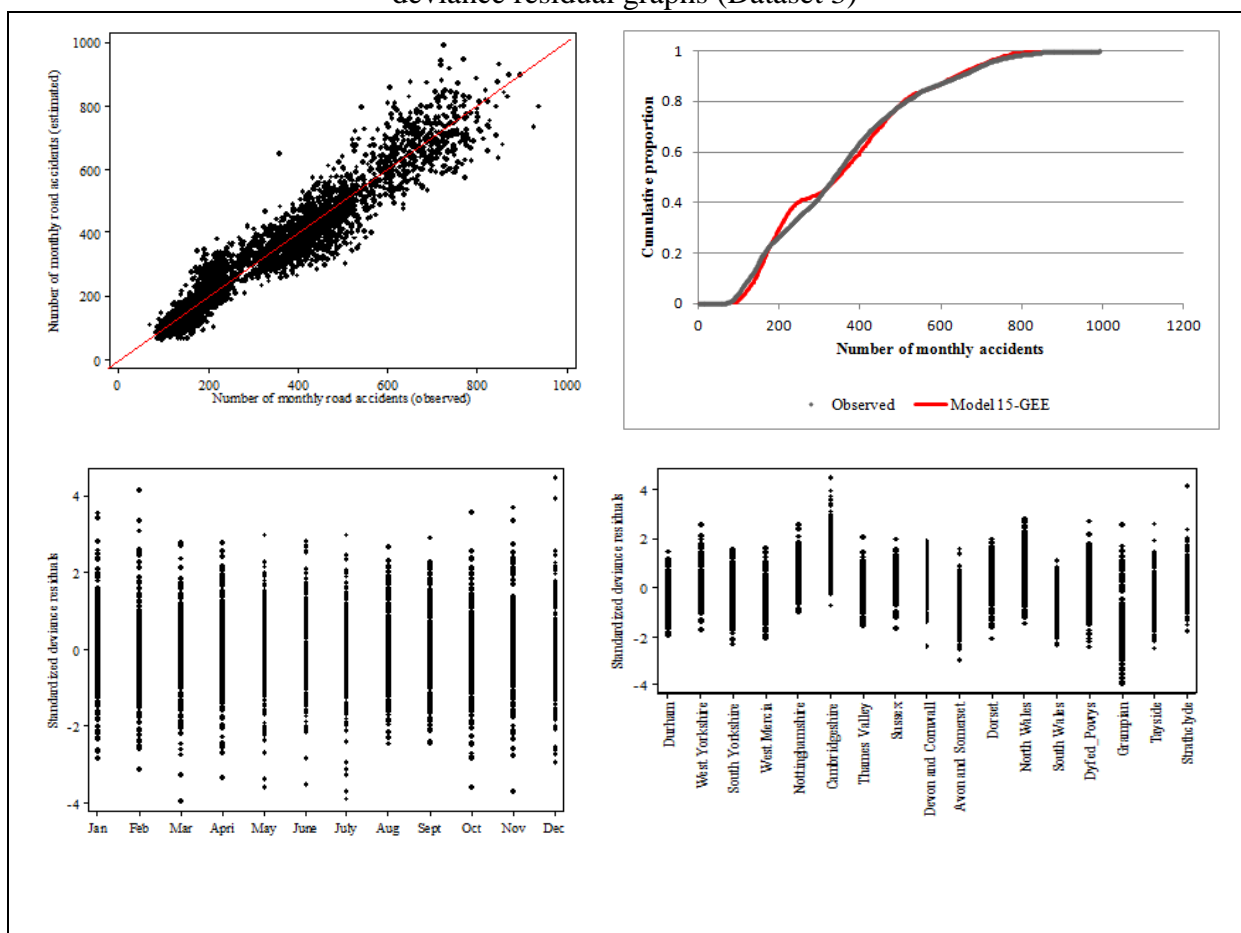 deviance residual graphs (Dataset 3)
1000
800
600
400
200
0
Number of monthly road accidents (estimated)
0 200 400 600 800 1000
Number of monthly road accidents (observed)
1
0.8
0.6
0.4
0.2
0
Cumulative proportion
0 200 400 600 800 1000 1200
Number of monthly accidents
Observed Model 15-GEE
4
2
0
-2
-4
Standardized deviance residuals
Jan Feb Mar Apri May June July Aug Sept Oct Nov Dec
4
2
0
-2
-4
Standardized deviance residuals
Durham
West Yorkshire
South Yorkshire
West Mercia
Nottinghamshire
Cambridgeshire
Thames Valley
Sussex
Devon and Cornwall
Avon and Somerset
Dorset
North Wales
South Wales
Dyfed_Powys
Grampian
Tayside
Strathclyde